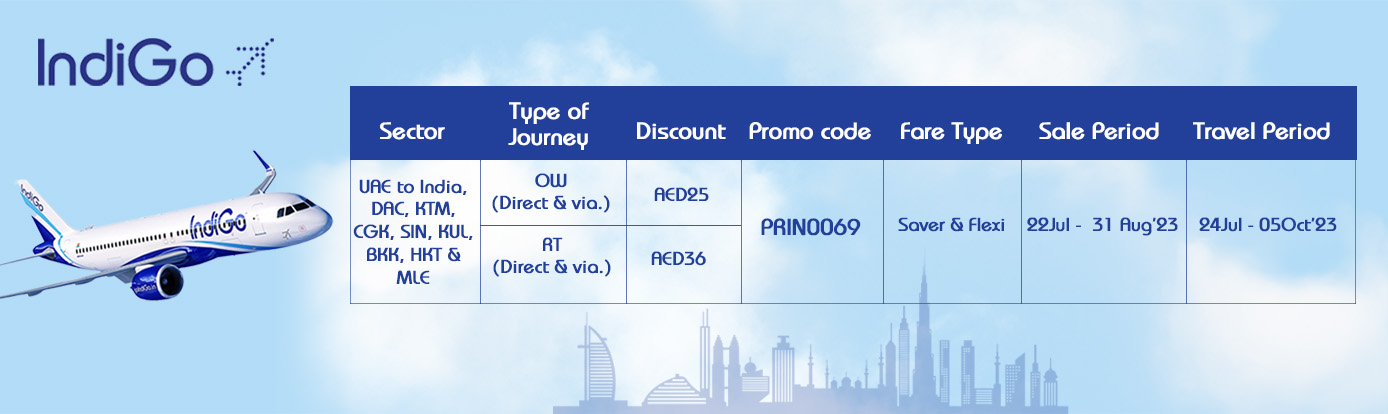 IndiGo
IndiGo
IndiGo
IndiGo
Sector
Type of
Journey
Discount
Promo code
Fare Type
Sale Period
Travel Period
UAE to India,
DAC, KTM,
CGK, SIN, KUL,
BKK, HKT &
MLE
OW
(Direct & via.)
AED25
RT
(Direct & via.)
AED36
PRIN0069
Saver & Flexi
22Jul - 31 Aug'23
24Jul - 05Oct'23